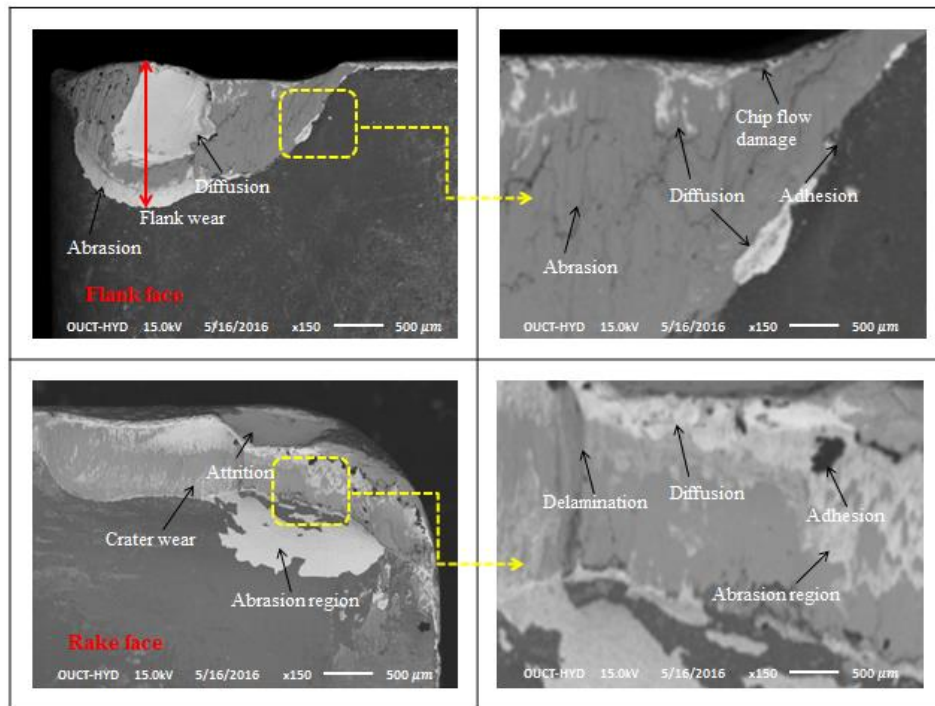 Diffusion
Flank wear
Abrasion
Flank face
OUCT-HYD 15.0kV 5/16/2016 x150 500 µm
Chip flow
damage
Diffusion
Adhesion
Abrasion
OUCT-HYD 15.0kV 5/16/2016 x150 500 µm
Attrition
Crater wear
Abrasion region
Rake face
OUCT-HYD 15.0kV 5/16/2016 x150 500 µm
Delamination
Diffusion
Adhesion
Abrasion region
OUCT-HYD 15.0kV 5/16/2016 x150 500 µm